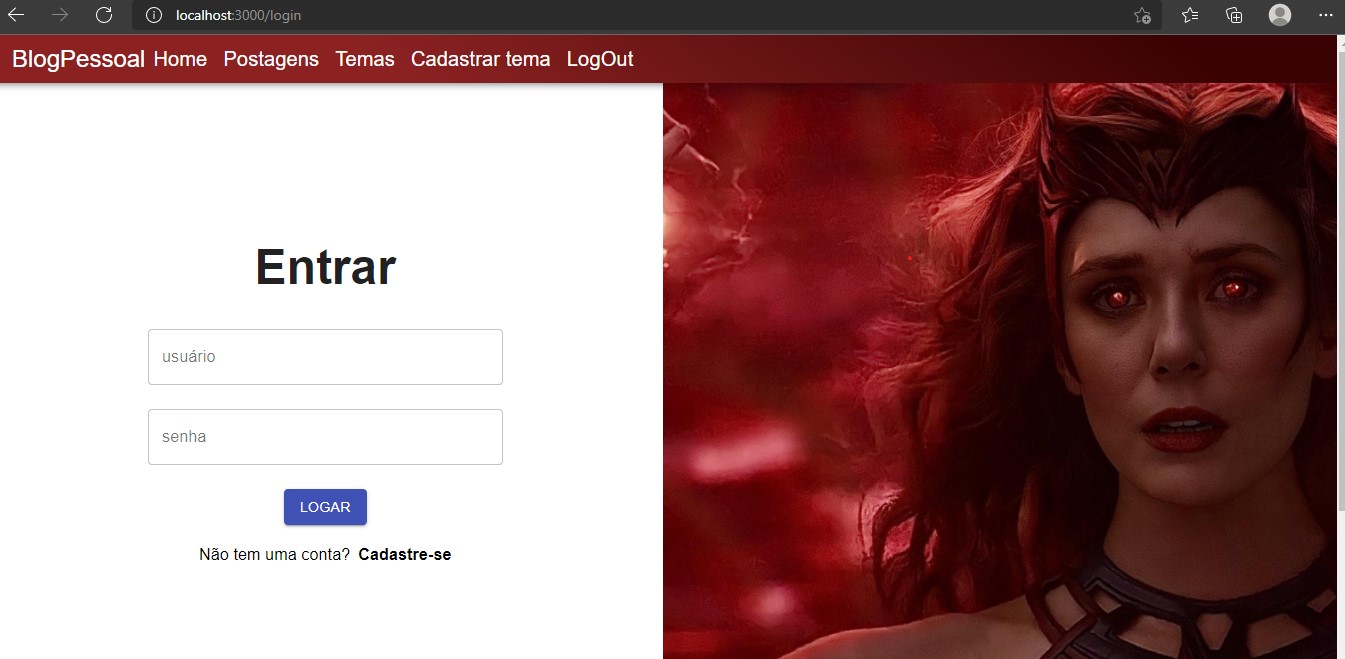 localhost:3000/login
BlogPessoal Home Postagens Temas Cadastrar tema LogOut
Entrar
usuário
senha
LOGAR
Não tem uma conta? Cadastre-se